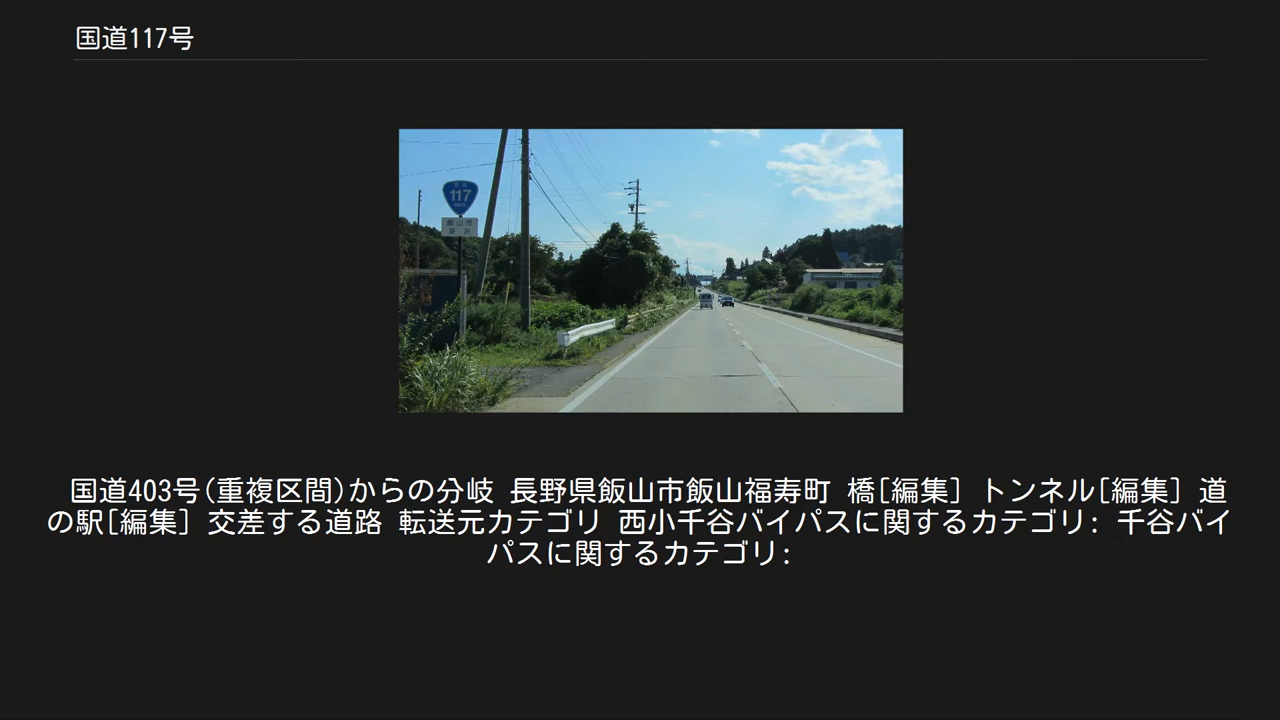 国道117号
117
国道403号(重複区間)からの分岐 長野県飯山市飯山福寿町 橋[編集] トンネル[編集] 道
の駅[編集] 交差する道路 転送元カテゴリ 西小千谷バイパスに関するカテゴリ: 千谷バイ
パスに関するカテゴリ: